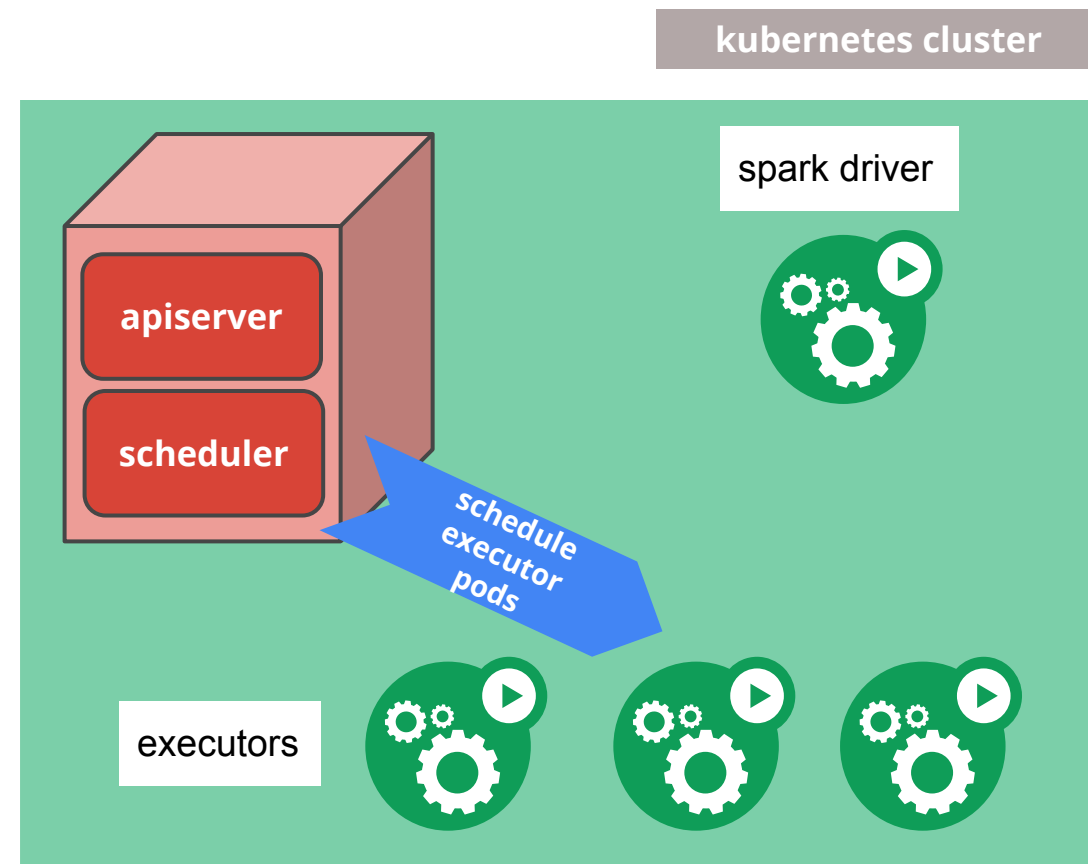 kubernetes cluster
spark driver
apiserver
scheduler
schedule
executor
pods
executors